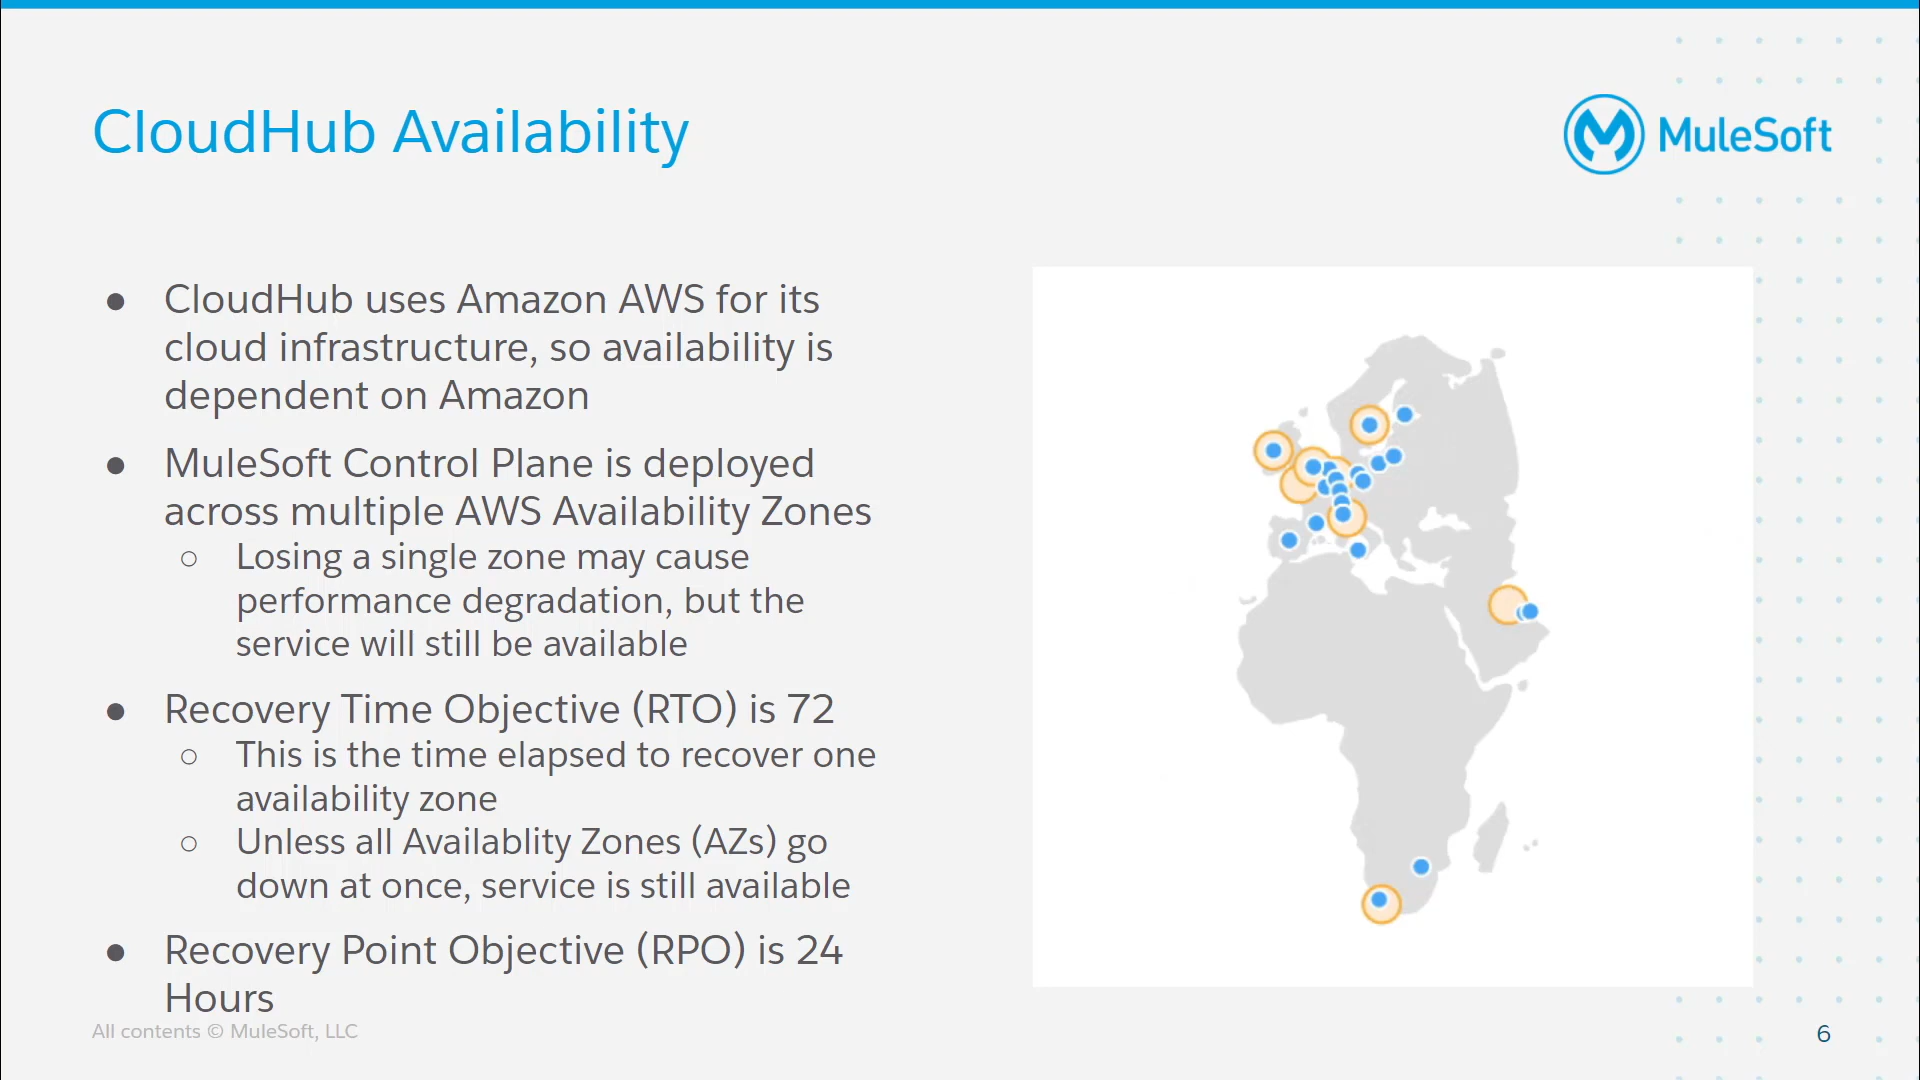 CloudHub Availability
MuleSoft
● CloudHub uses Amazon AWS for its
cloud infrastructure, so availability is
dependent on Amazon
● MuleSoft Control Plane is deployed
across multiple AWS Availability Zones
○ Losing a single zone may cause
performance degradation, but the
service will still be available
● Recovery Time Objective (RTO) is 72
○ This is the time elapsed to recover one
availability zone
○ Unless all Availablity Zones (AZs) go
down at once, service is still available
● Recovery Point Objective (RPO) is 24
Hours
All contents © MuleSoft, LLC
6